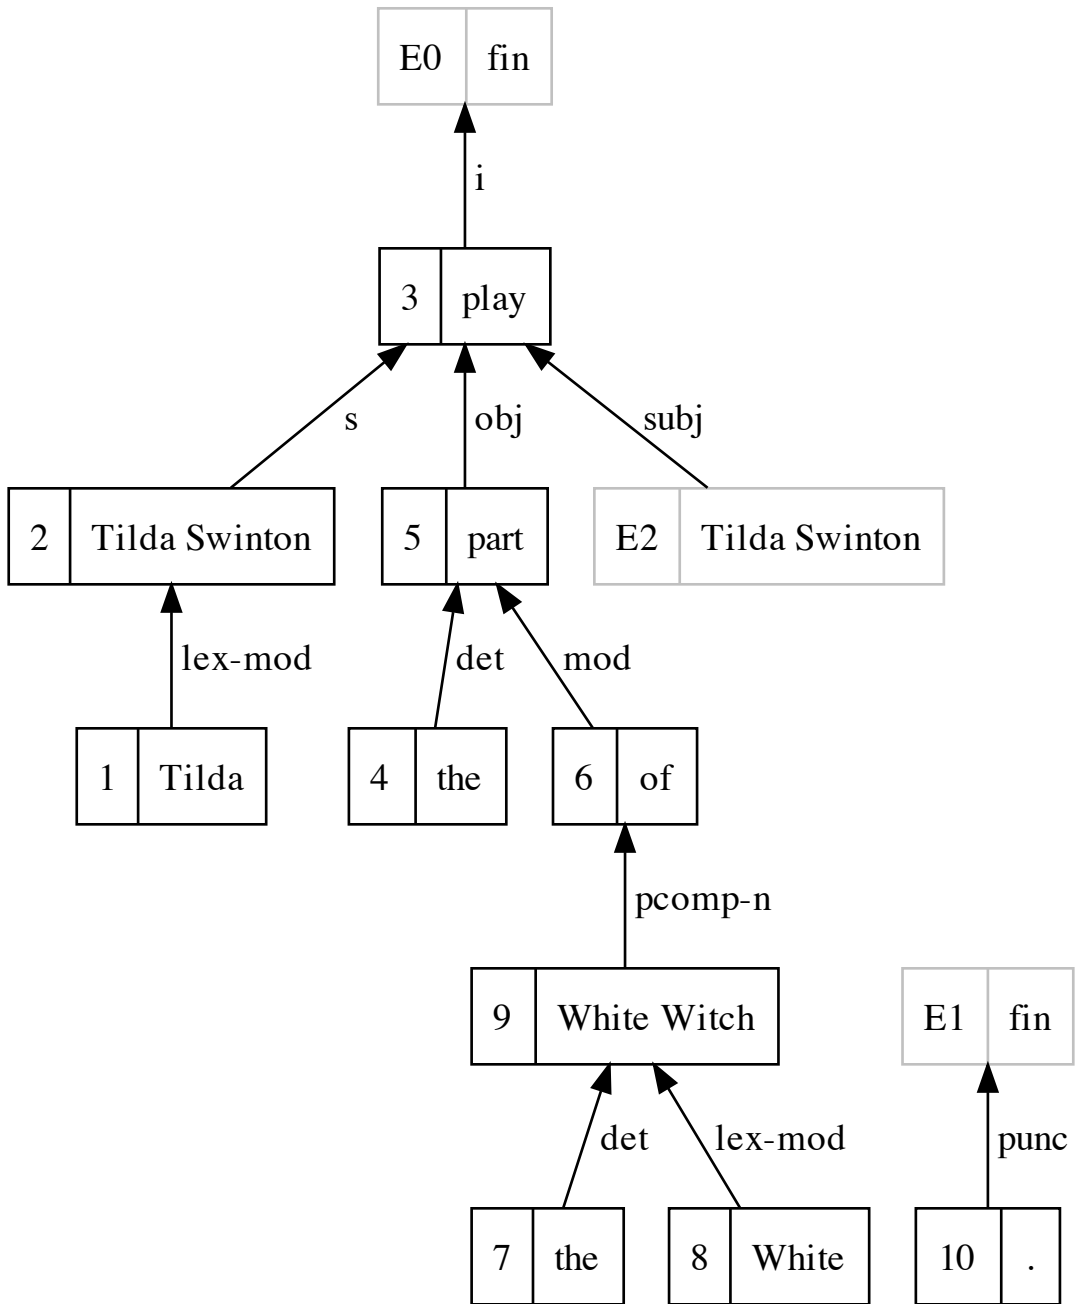 E0 fin
i
3 play
s obj subj
2 Tilda Swinton 5 part E2 Tilda Swinton
lex-mod det mod
1 Tilda 4 the 6 of
pcomp-n
9 White Witch E1 fin
det lex-mod punc
7 the 8 White 10 .